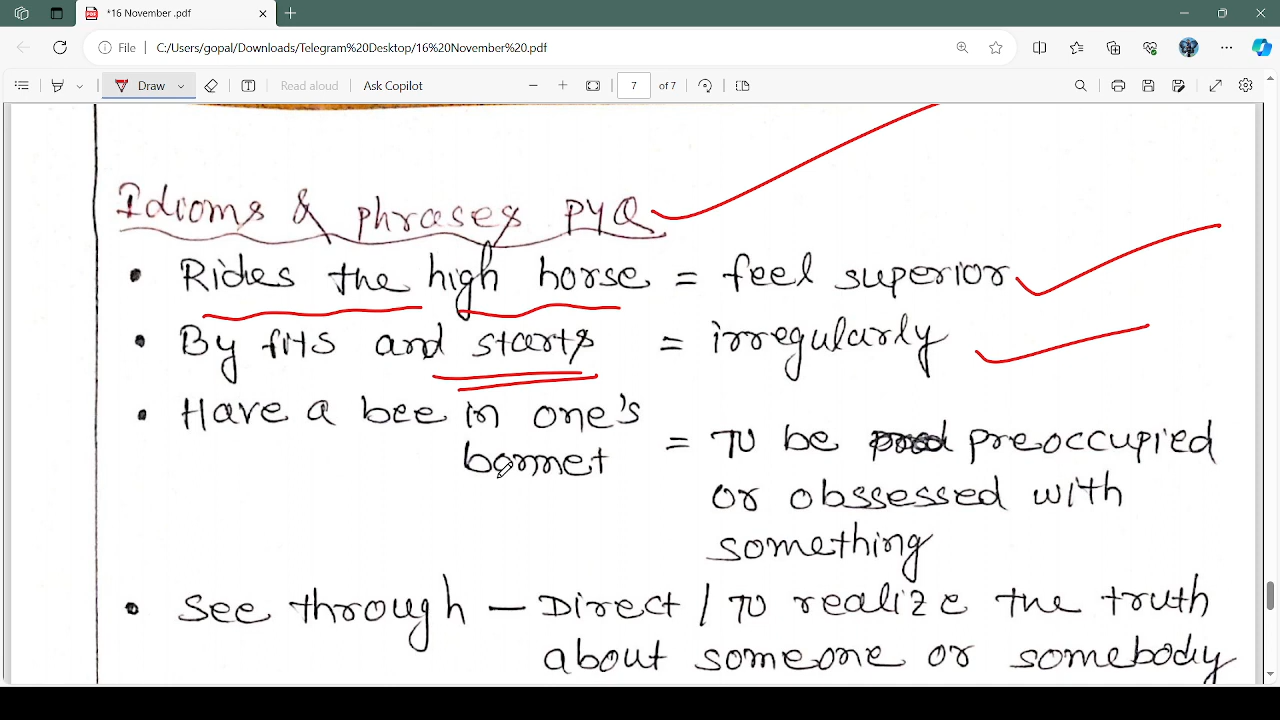 *16 November .pdf
File C:/Users/gopal/Downloads/Telegram%20Desktop/16%20November%20.pdf
Draw Read aloud Ask Copilot 7 of 7
Idioms & phrases PYQ
• Rides the high horse = feel superior
• By fits and starts = irregularly
• Have a bee in one's
bonnet = To be preoccupied
or obssessed with
something
• see through – Direct / To realize the truth
about someone or somebody